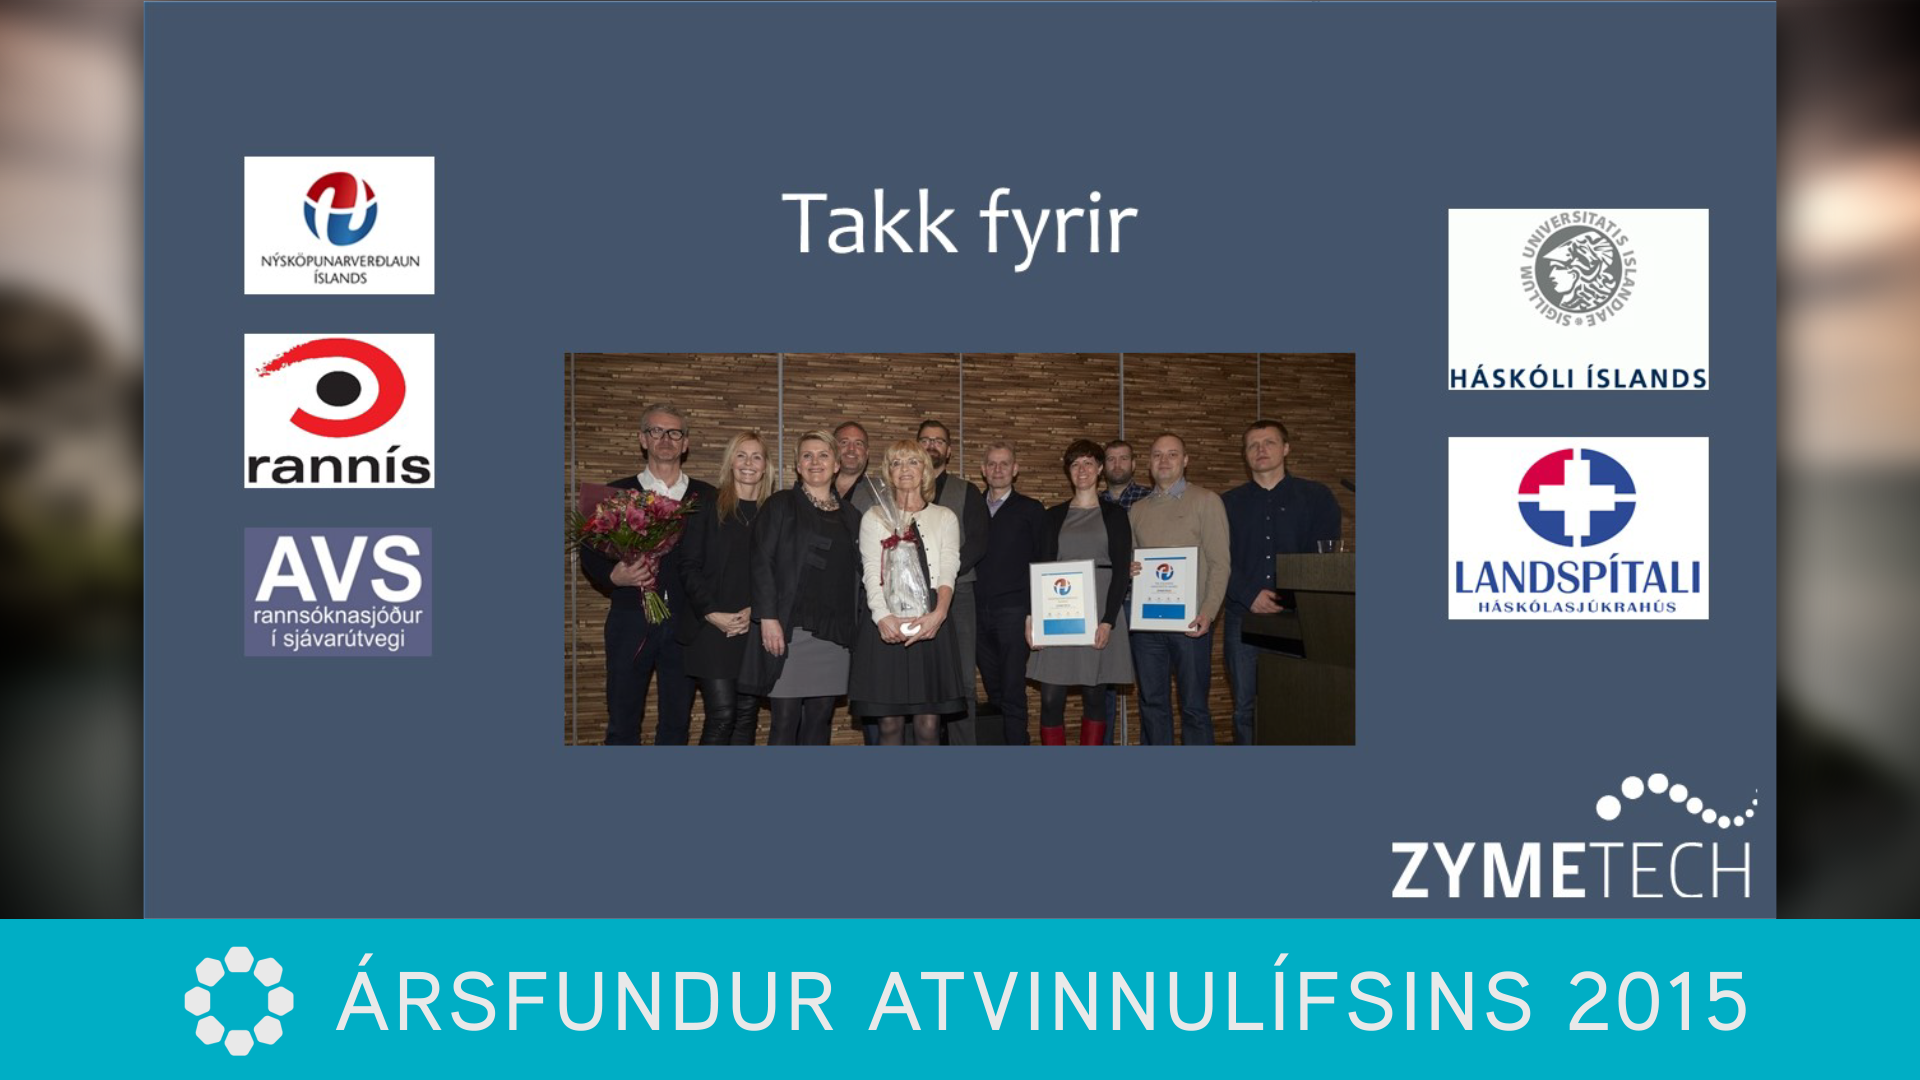 Takk fyrir
NÝSKÖPUNARVERÐLAUN
ÍSLANDS
rannís
AVS
rannsóknasjóður
í sjávarútvegi
SIGILLUM UNIVERSITATIS ISLANDIAE
HÁSKÓLI ÍSLANDS
LANDSPÍTALI
HÁSKÓLASJÚKRAHÚS
ZYMETECH
ÁRSFUNDUR ATVINNULÍFSINS 2015